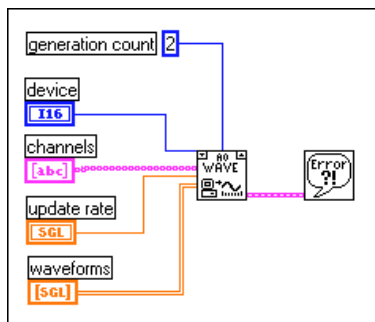 generation count 2
device
I16
channels
[abc]
AO
WAVE
Error
?!
update rate
SGL
waveforms
[SGL]